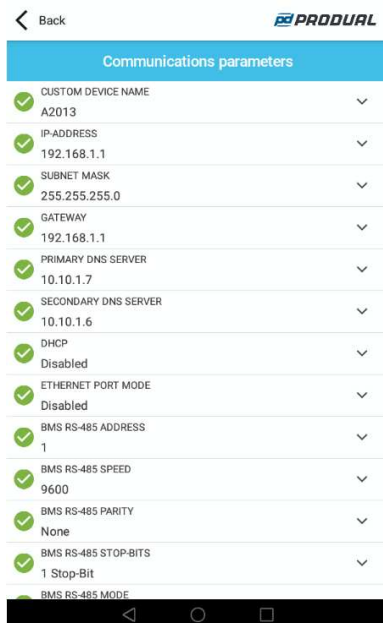 Back
PRODUAL
Communications parameters
CUSTOM DEVICE NAME
A2013
IP-ADDRESS
192.168.1.1
SUBNET MASK
255.255.255.0
GATEWAY
192.168.1.1
PRIMARY DNS SERVER
10.10.1.7
SECONDARY DNS SERVER
10.10.1.6
DHCP
Disabled
ETHERNET PORT MODE
Disabled
BMS RS-485 ADDRESS
1
BMS RS-485 SPEED
9600
BMS RS-485 PARITY
None
BMS RS-485 STOP-BITS
1 Stop-Bit
BMS RS-485 MODE